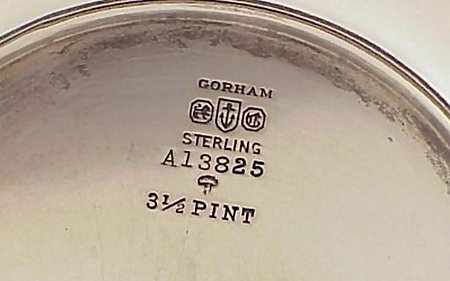 GORHAM
STERLING
A13825
3½ PINT